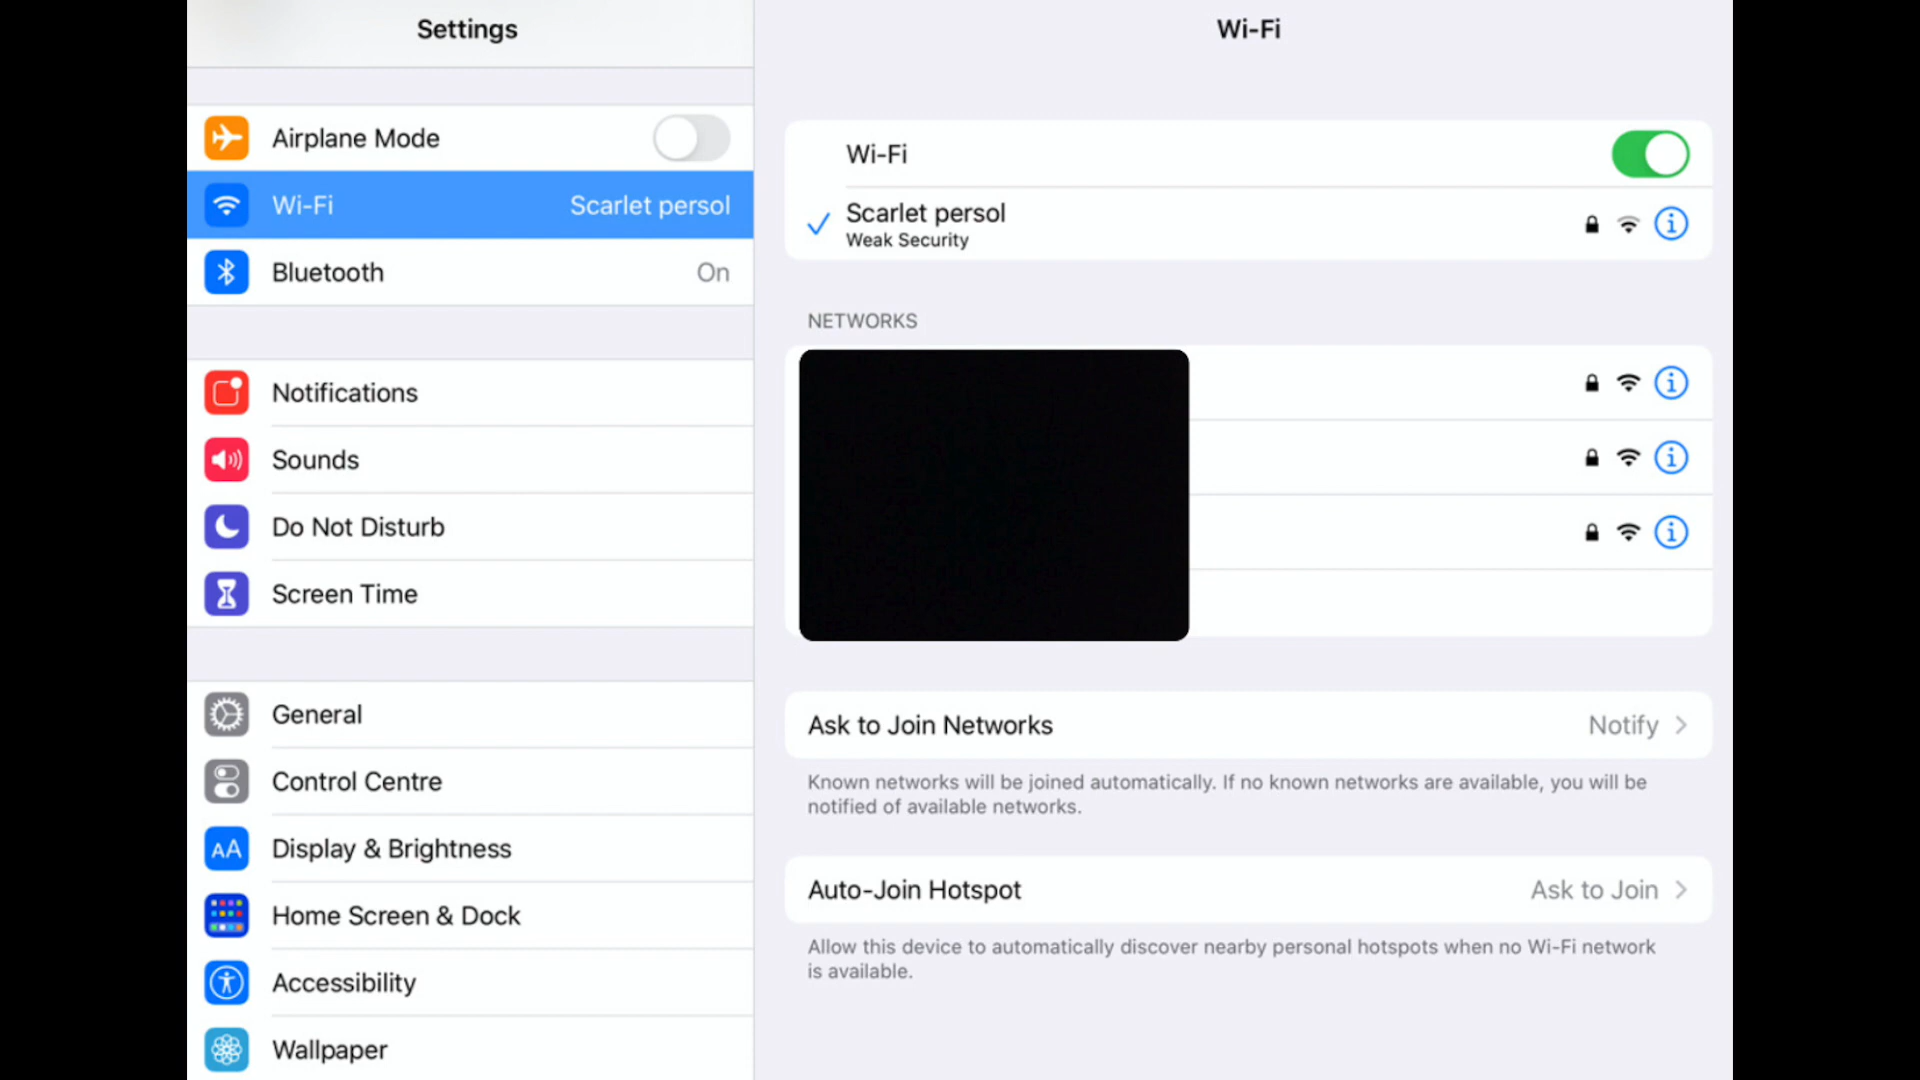 Settings
Airplane Mode
Wi-Fi Scarlet persol
Bluetooth On
Notifications
Sounds
Do Not Disturb
Screen Time
General
Control Centre
AA Display & Brightness
Home Screen & Dock
Accessibility
Wallpaper
Wi-Fi
Wi-Fi
Scarlet persol
Weak Security
NETWORKS
Ask to Join Networks Notify
Known networks will be joined automatically. If no known networks are available, you will be
notified of available networks.
Auto-Join Hotspot Ask to Join
Allow this device to automatically discover nearby personal hotspots when no Wi-Fi network
is available.